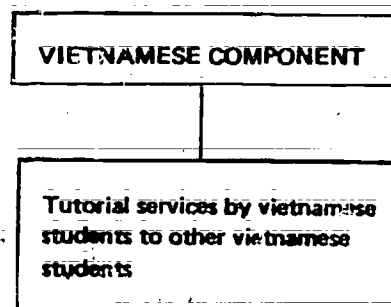 VIETNAMESE COMPONENT
Tutorial services by vietnamese
students to other vietnamese
students